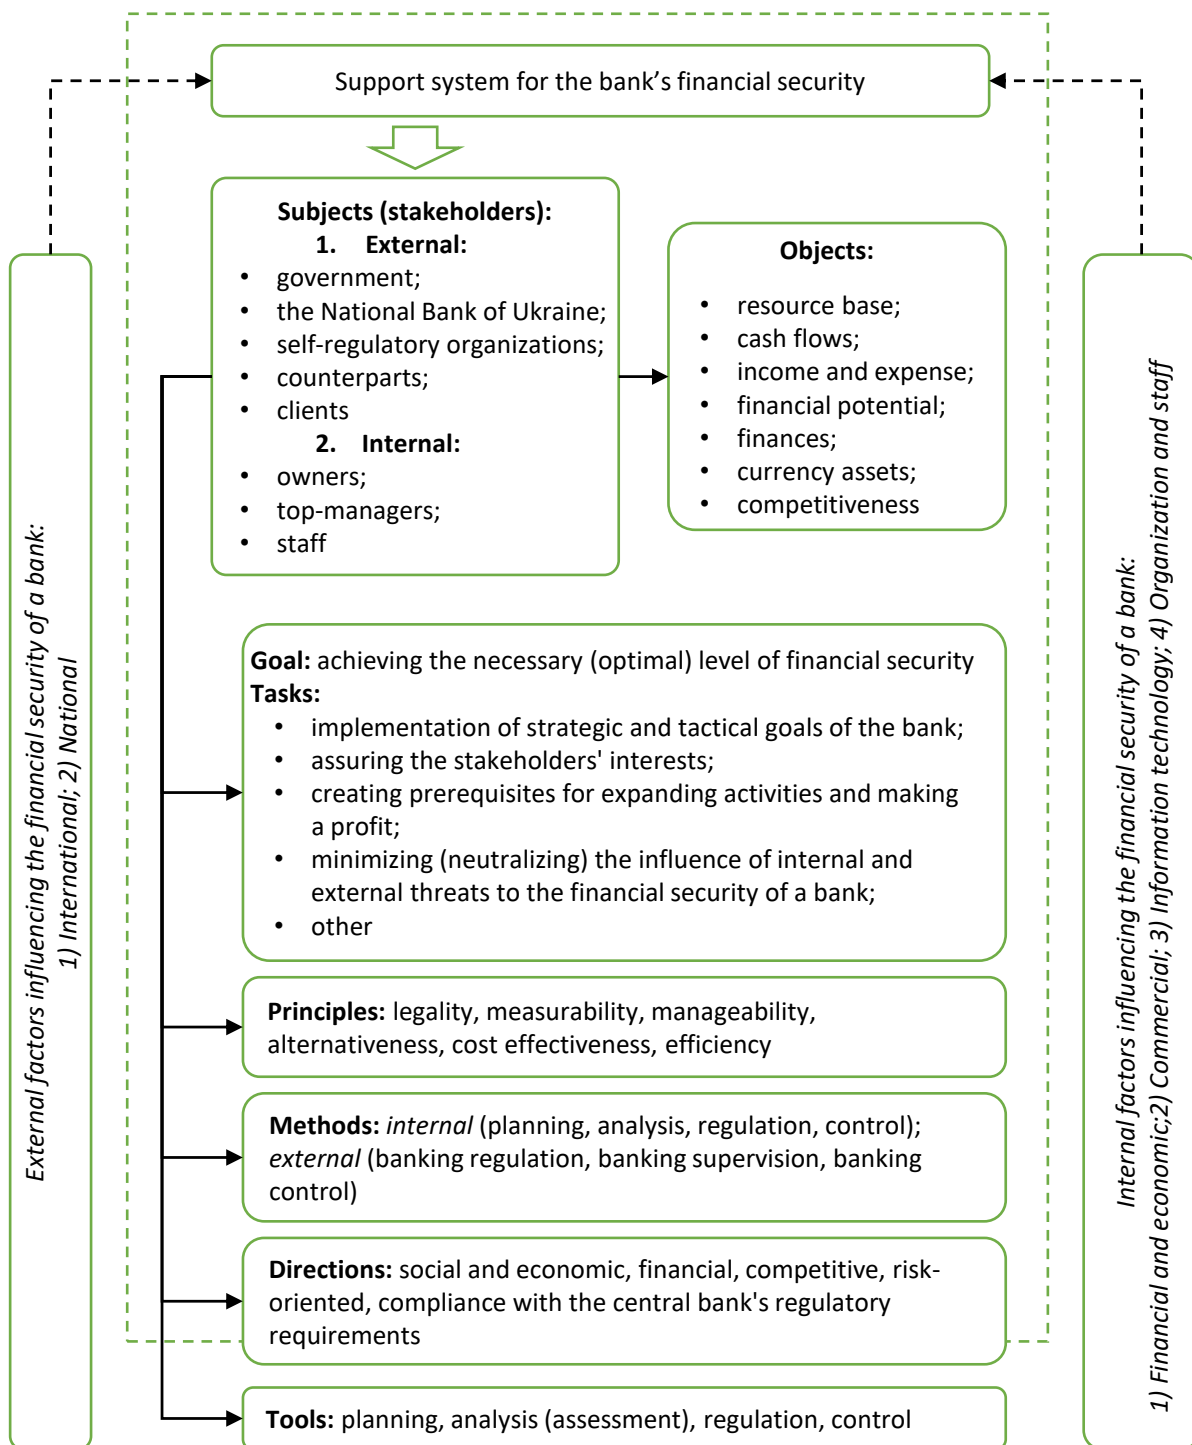 Support system for the bank's financial security
Subjects (stakeholders):
1. External:
• government;
• the National Bank of Ukraine;
• self-regulatory organizations;
• counterparts;
• clients
2. Internal:
• owners;
• top-managers;
• staff
Objects:
• resource base;
• cash flows;
• income and expense;
• financial potential;
• finances;
• currency assets;
• competitiveness
Goal: achieving the necessary (optimal) level of financial security
Tasks:
• implementation of strategic and tactical goals of the bank;
• assuring the stakeholders' interests;
• creating prerequisites for expanding activities and making
a profit;
• minimizing (neutralizing) the influence of internal and
external threats to the financial security of a bank;
• other
Principles: legality, measurability, manageability,
alternativeness, cost effectiveness, efficiency
Methods: internal (planning, analysis, regulation, control);
external (banking regulation, banking supervision, banking
control)
Directions: social and economic, financial, competitive, risk-
oriented, compliance with the central bank's regulatory
requirements
Tools: planning, analysis (assessment), regulation, control
External factors influencing the financial security of a bank:
1) International; 2) National
Internal factors influencing the financial security of a bank:
1) Financial and economic;2) Commercial; 3) Information technology; 4) Organization and staff